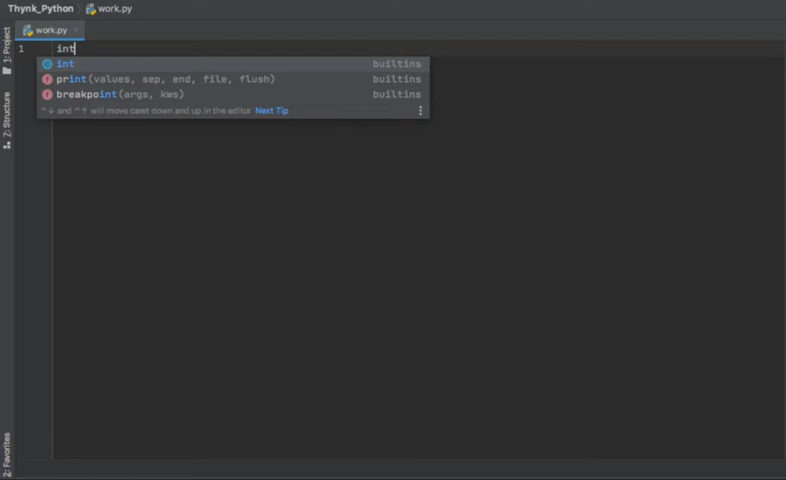 Thynk_Python work.py
work.py
1: Project
1 int
int builtins
print(values, sep, end, file, flush) builtins
breakpoint(args, kws) builtins
^↓ and ^↑ will move caret down and up in the editor Next Tip
7: Structure
2: Favorites